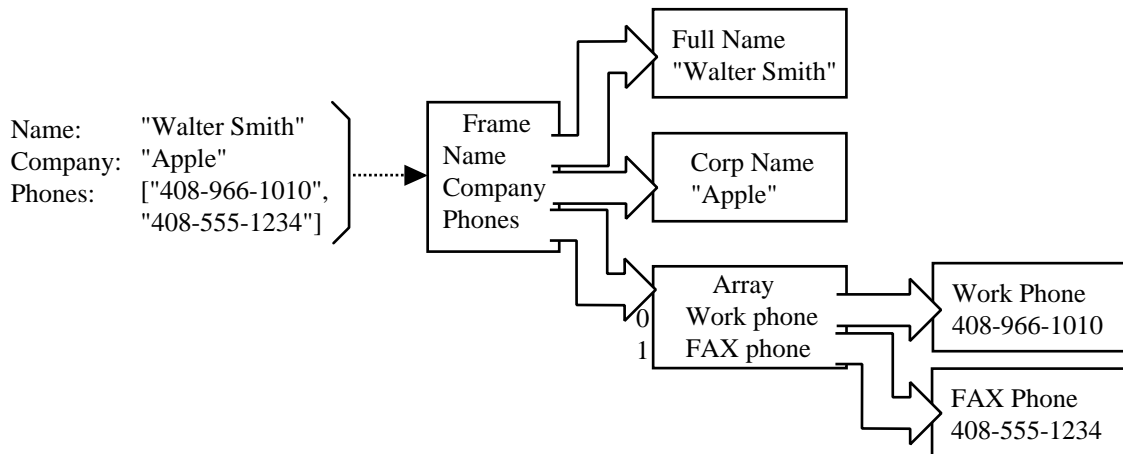 Name: "Walter Smith"
Company: "Apple"
Phones: ["408-966-1010",
"408-555-1234"]
Frame
Name
Company
Phones
Full Name
"Walter Smith"
Corp Name
"Apple"
Array
0 Work phone
1 FAX phone
Work Phone
408-966-1010
FAX Phone
408-555-1234